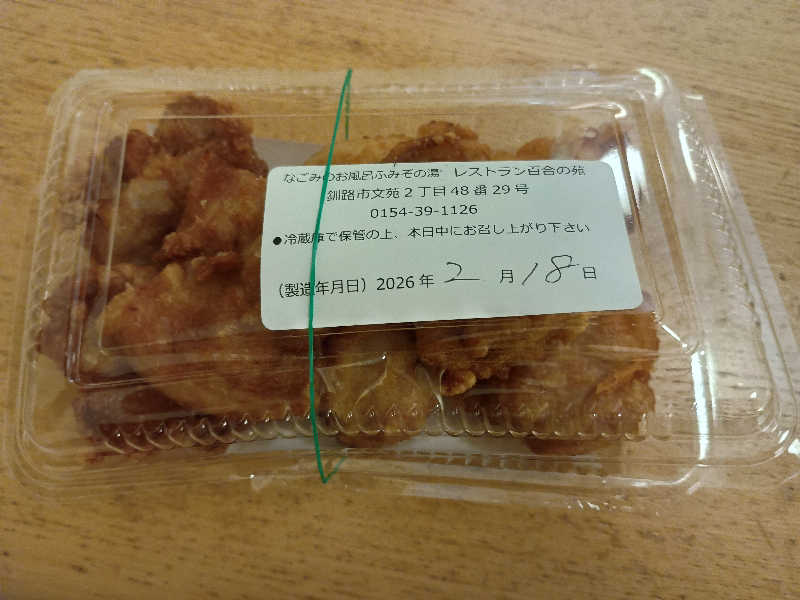 なごみのお風呂ふみぞの湯 レストラン百合の苑
釧路市文苑2丁目48番29号
0154-39-1126
●冷蔵庫で保管の上、本日中にお召し上がり下さい
(製造年月日) 2026年 2 月 18 日